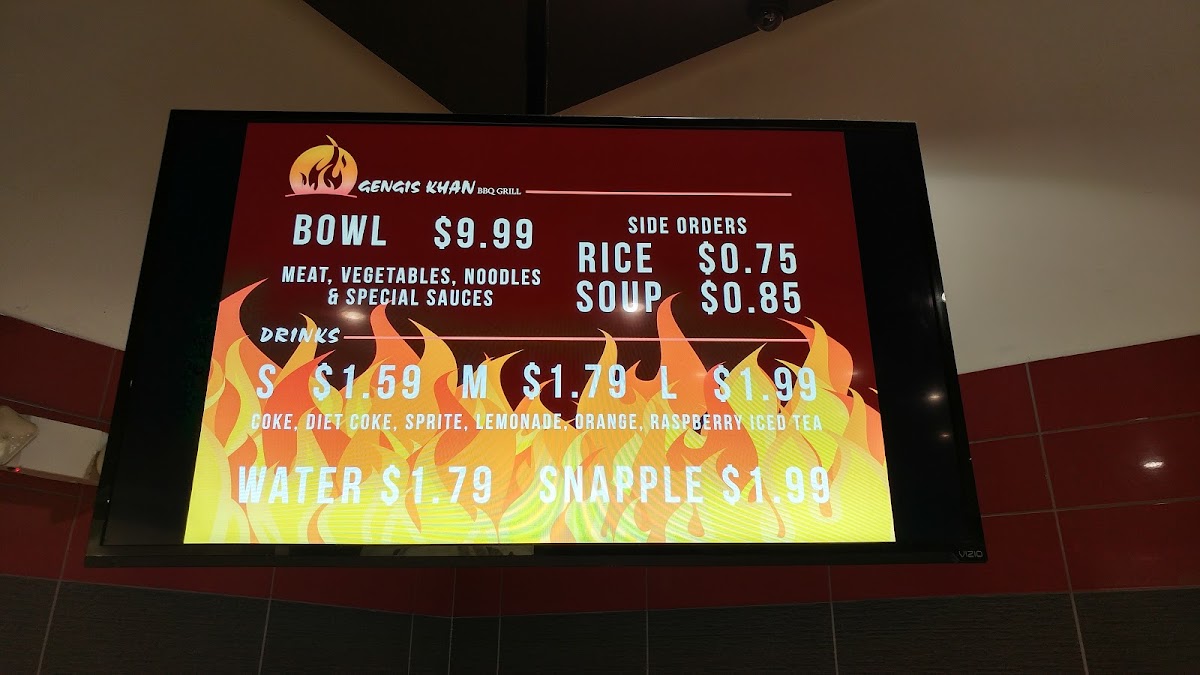 GENGIS KHAN BBQ GRILL
BOWL $9.99
MEAT, VEGETABLES, NOODLES
& SPECIAL SAUCES
SIDE ORDERS
RICE $0.75
SOUP $0.85
DRINKS
S $1.59 M $1.79 L $1.99
COKE, DIET COKE, SPRITE, LEMONADE, ORANGE, RASPBERRY ICED TEA
WATER $1.79 SNAPPLE $1.99
VIZIO